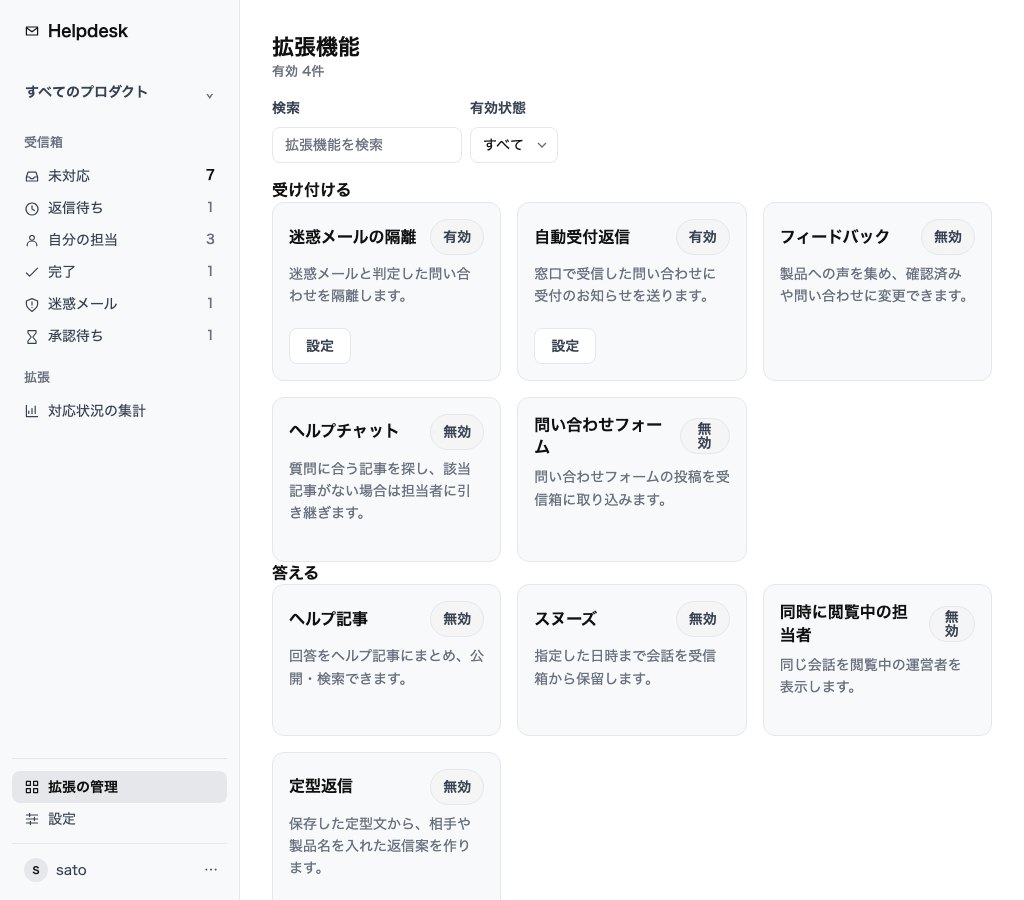 Helpdesk
すべてのプロダクト
受信箱
未対応 7
返信待ち 1
自分の担当 3
完了 1
迷惑メール 1
承認待ち 1
拡張
対応状況の集計
拡張の管理
設定
S sato ...
拡張機能
有効 4件
検索 有効状態
拡張機能を検索 すべて
受け付ける
迷惑メールの隔離 有効
迷惑メールと判定した問い合
わせを隔離します。
設定
自動受付返信 有効
窓口で受信した問い合わせに
受付のお知らせを送ります。
設定
フィードバック 無効
製品への声を集め、確認済み
や問い合わせに変更できます。
ヘルプチャット 無効
質問に合う記事を探し、該当
記事がない場合は担当者に引
き継ぎます。
問い合わせフォー
ム
無
効
問い合わせフォームの投稿を受
信箱に取り込みます。
答える
ヘルプ記事 無効
回答をヘルプ記事にまとめ、公
開・検索できます。
スヌーズ 無効
指定した日時まで会話を受信
箱から保留します。
同時に閲覧中の担
当者
無
効
同じ会話を閲覧中の運営者を
表示します。
定型返信 無効
保存した定型文から、相手や
製品名を入れた返信案を作り
ます。